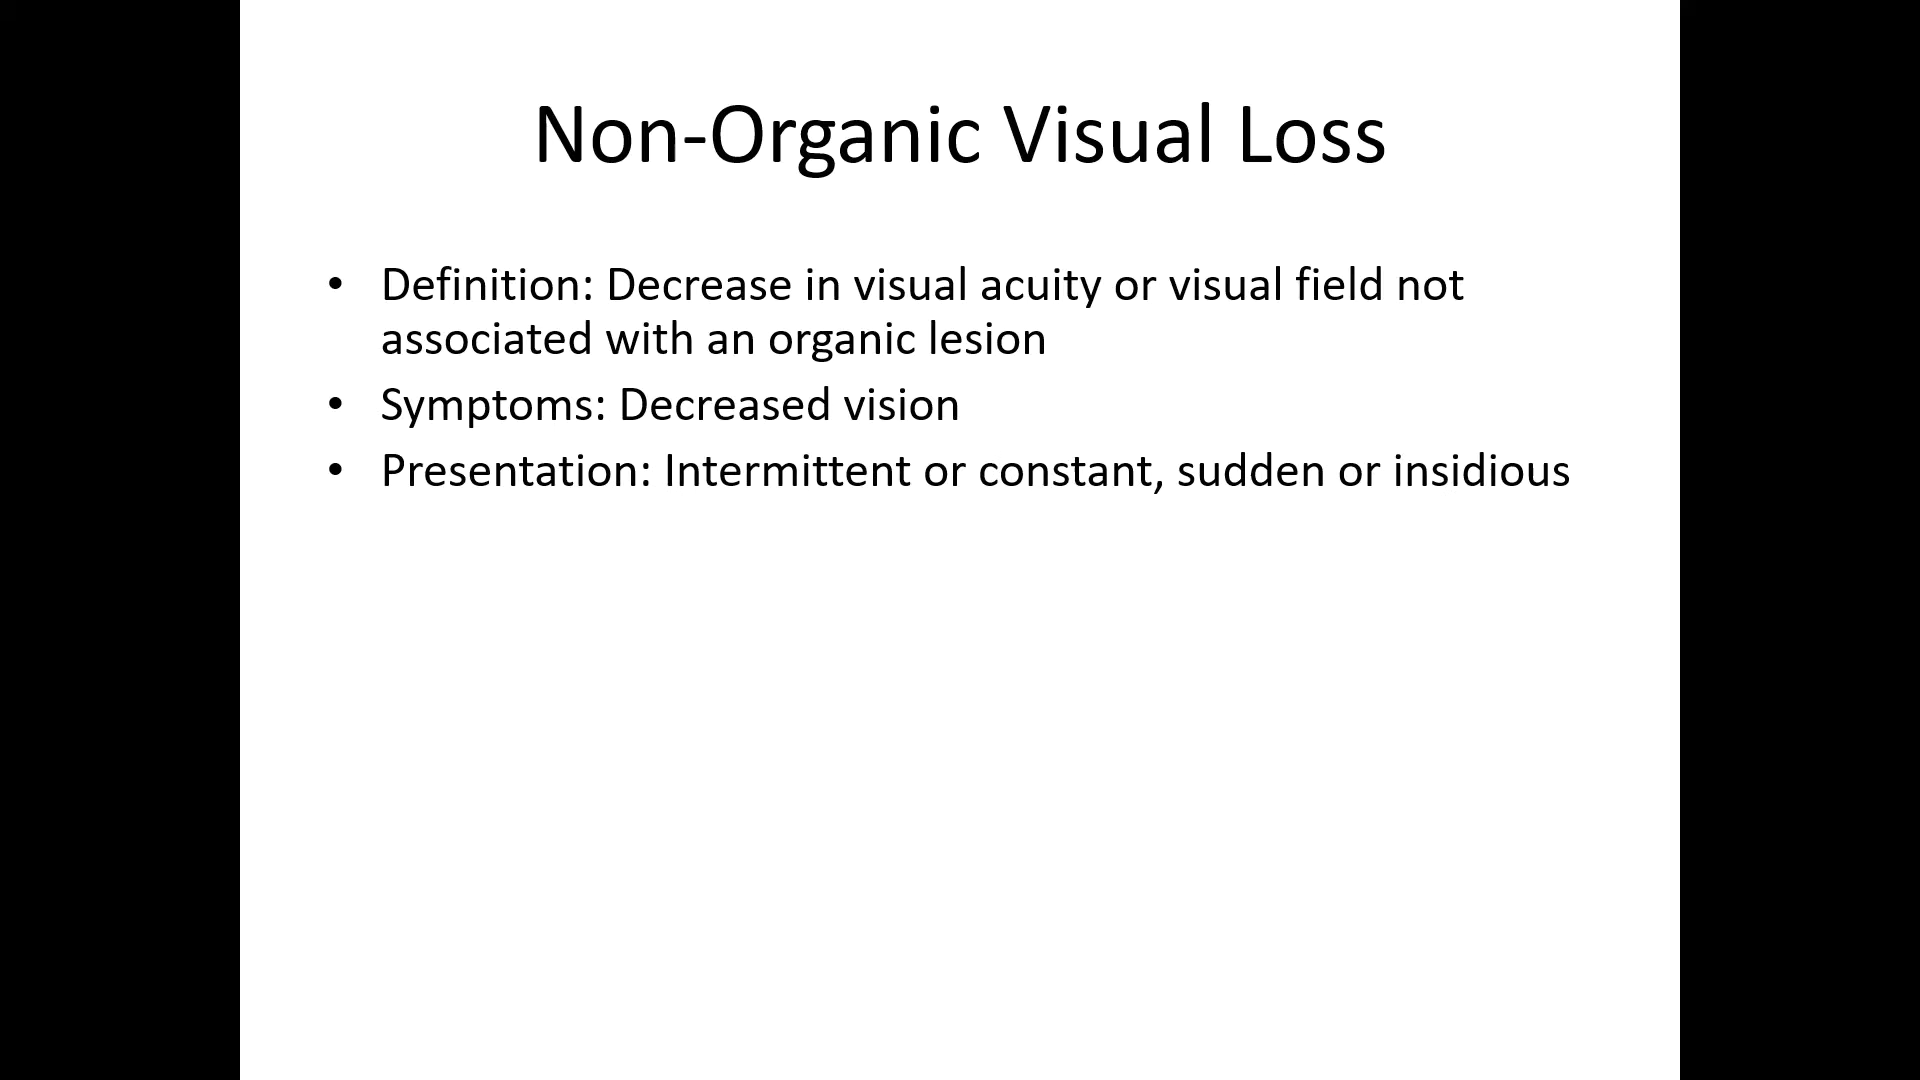 Non-Organic Visual Loss
• Definition: Decrease in visual acuity or visual field not
associated with an organic lesion
• Symptoms: Decreased vision
• Presentation: Intermittent or constant, sudden or insidious